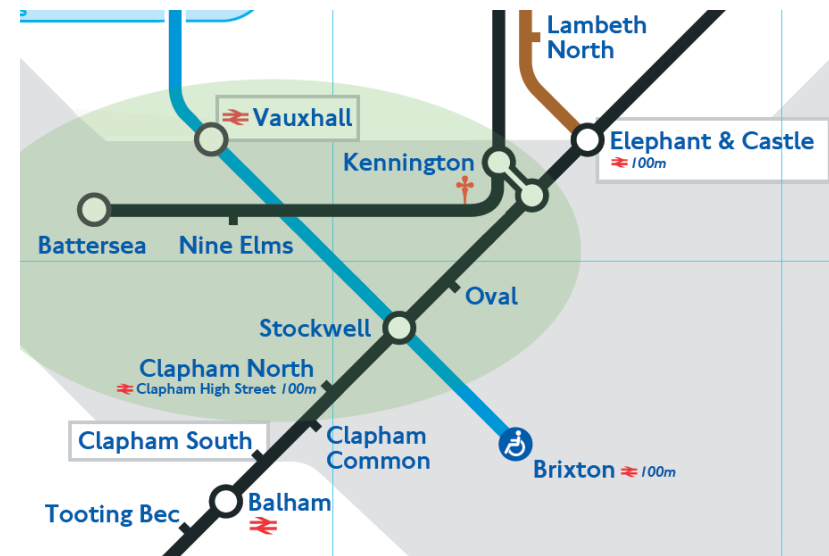 Lambeth
North
Vauxhall
Elephant & Castle
100m
Kennington
Battersea
Nine Elms
Oval
Stockwell
Clapham North
Clapham High Street 100m
Clapham South
Clapham
Common
Brixton 100m
Balham
Tooting Bec